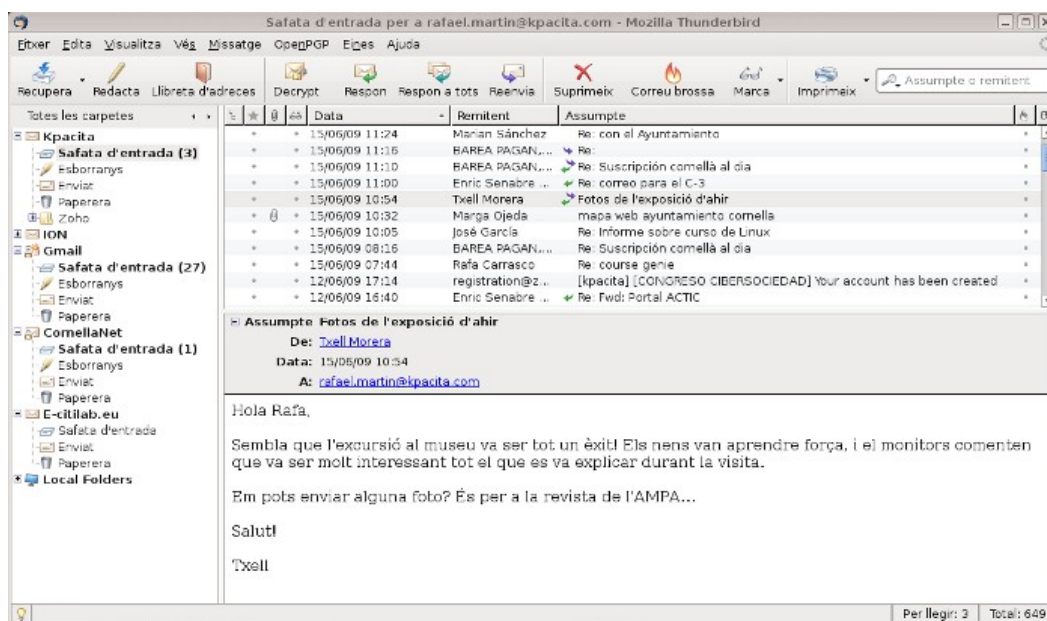 Safata d'entrada per a rafael.martin@kpacita.com - Mozilla Thunderbird
Fitxer Edita Visualitza Vés Missatge OpenPGP Eines Ajuda
Recupera Redacta Llibreta d'adreces Decrypt Respon Respon a tots Reenvia Suprimeix Correu brossa Marca Imprimeix Assumpte o remitent
Totes les carpetes
Kpacita
Safata d'entrada (3)
Esborranys
Enviat
Paperera
Zoho
ION
Gmail
Safata d'entrada (27)
Esborranys
Enviat
Paperera
CornellaNet
Safata d'entrada (1)
Esborranys
Enviat
Paperera
E-citilab.eu
Safata d'entrada
Enviat
Paperera
Local Folders
Data Remitent Assumpte
15/06/09 11:24 Marian Sánchez Re: con el Ayuntamiento
15/06/09 11:16 BAREA PAGAN,... Re:
15/06/09 11:10 BAREA PAGAN,... Re: Suscripción cornellà al dia
15/06/09 11:00 Enric Senabre ... Re: correo para el C-3
15/06/09 10:54 Txell Morera Fotos de l'exposició d'ahir
15/06/09 10:32 Marga Ojeda mapa web ayuntamiento cornella
15/06/09 10:05 José García Re: Informe sobre curso de Linux
15/06/09 08:16 BAREA PAGAN,... Re: Suscripción cornellà al dia
15/06/09 07:44 Rafa Carrasco Re: course genie
12/06/09 17:14 registration@z... [kpacita] [CONGRESO CIBERSOCIEDAD] Your account has been created
12/06/09 16:40 Enric Senabre ... Re: Fwd: Portal ACTIC
Assumpte Fotos de l'exposició d'ahir
De: Txell Morera
Data: 15/06/09 10:54
A: rafael.martin@kpacita.com
Hola Rafa,
Sembla que l'excursió al museu va ser tot un èxit! Els nens van aprendre força, i el monitors comenten
que va ser molt interessant tot el que es va explicar durant la visita.
Em pots enviar alguna foto? És per a la revista de l'AMPA...
Salut!
Txell
Per llegir: 3 Total: 649